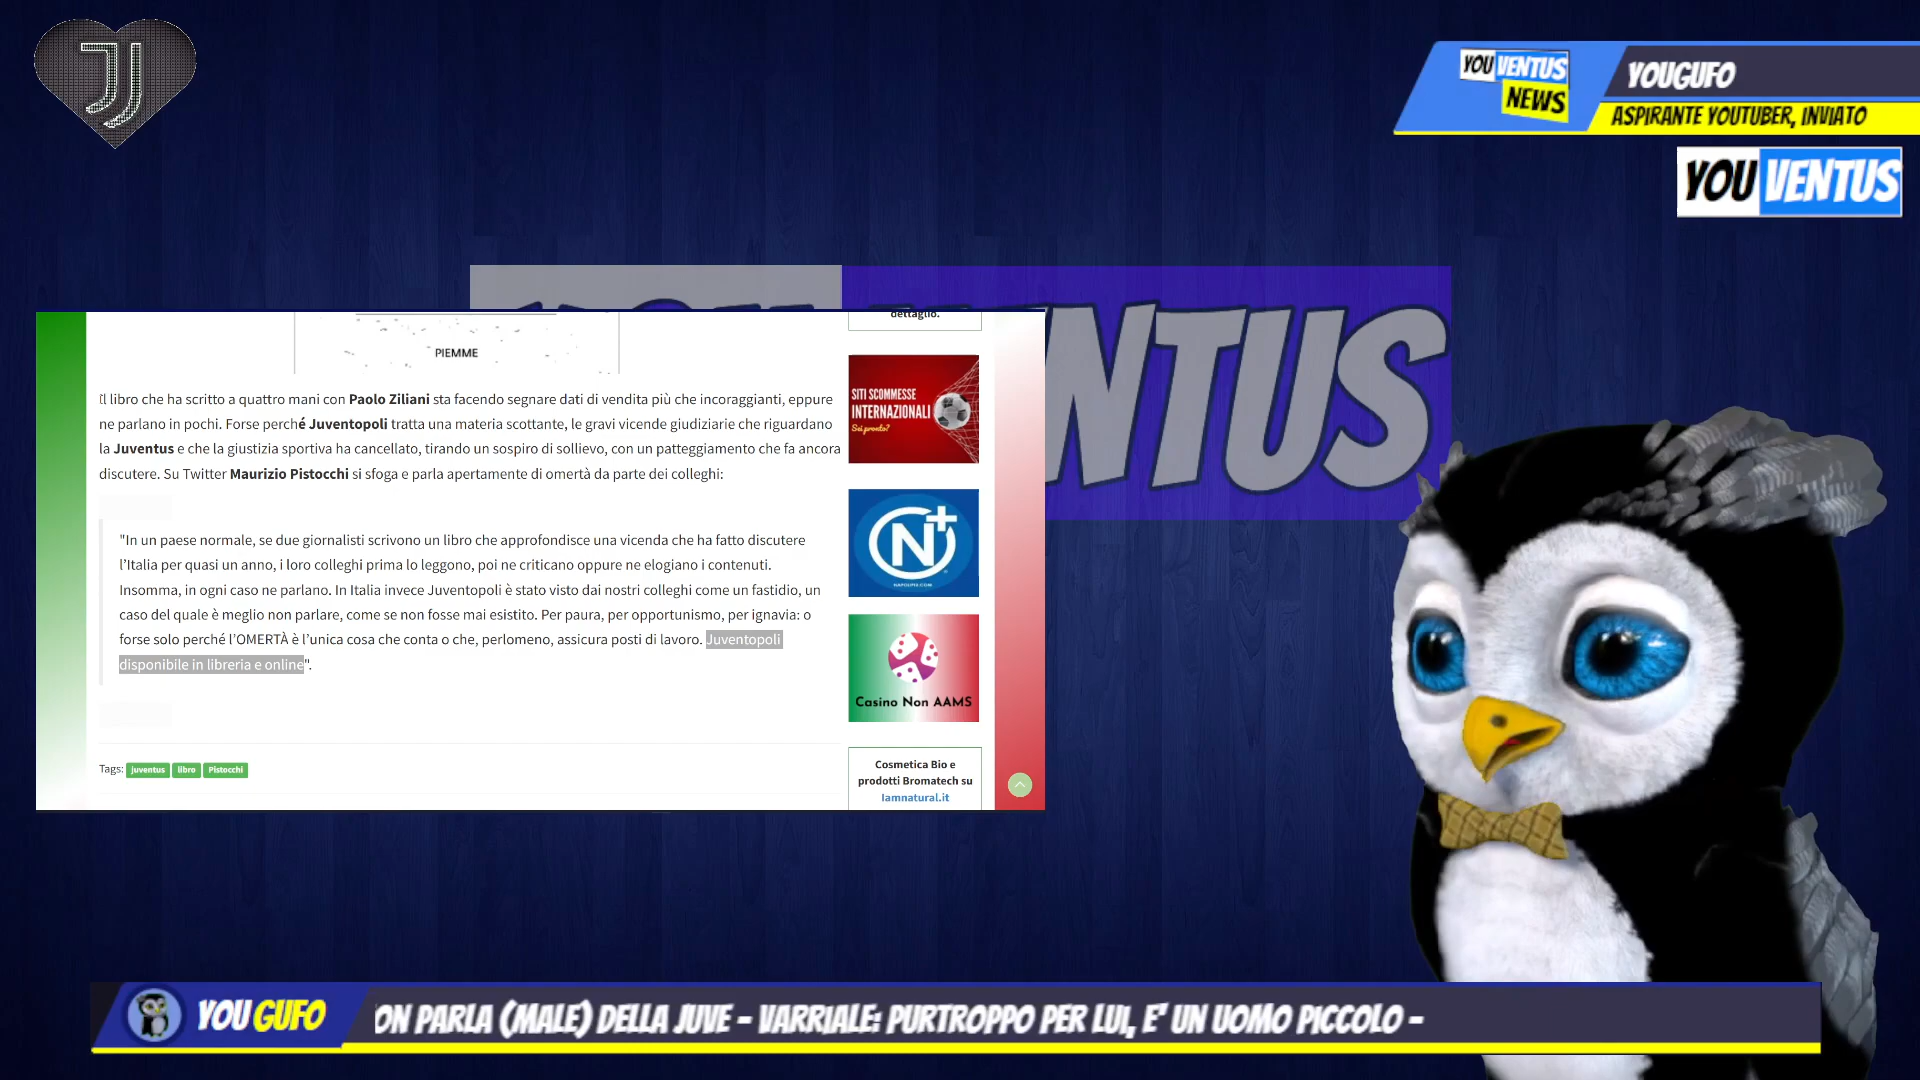 YOU VENTUS
NEWS
YOUGUFO
ASPIRANTE YOUTUBER, INVIATO
YOU VENTUS
NTUS
dettaglio.
PIEMME
Il libro che ha scritto a quattro mani con Paolo Ziliani sta facendo segnare dati di vendita più che incoraggianti, eppure
ne parlano in pochi. Forse perché Juventopoli tratta una materia scottante, le gravi vicende giudiziarie che riguardano
la Juventus e che la giustizia sportiva ha cancellato, tirando un sospiro di sollievo, con un patteggiamento che fa ancora
discutere. Su Twitter Maurizio Pistocchi si sfoga e parla apertamente di omertà da parte dei colleghi:
"In un paese normale, se due giornalisti scrivono un libro che approfondisce una vicenda che ha fatto discutere
l'Italia per quasi un anno, i loro colleghi prima lo leggono, poi ne criticano oppure ne elogiano i contenuti.
Insomma, in ogni caso ne parlano. In Italia invece Juventopoli è stato visto dai nostri colleghi come un fastidio, un
caso del quale è meglio non parlare, come se non fosse mai esistito. Per paura, per opportunismo, per ignavia: o
forse solo perché l'OMERTÀ è l'unica cosa che conta o che, perlomeno, assicura posti di lavoro. Juventopoli
disponibile in libreria e online".
Tags: juventus libro Pistocchi
SITI SCOMMESSE
INTERNAZIONALI
Sei pronto?
N+
NAPOLIPIU.COM
Casino Non AAMS
Cosmetica Bio e
prodotti Bromatech su
Iamnatural.it
YOUGUFO
ON PARLA (MALE) DELLA JUVE - VARRIALE: PURTROPPO PER LUI, E' UN UOMO PICCOLO -